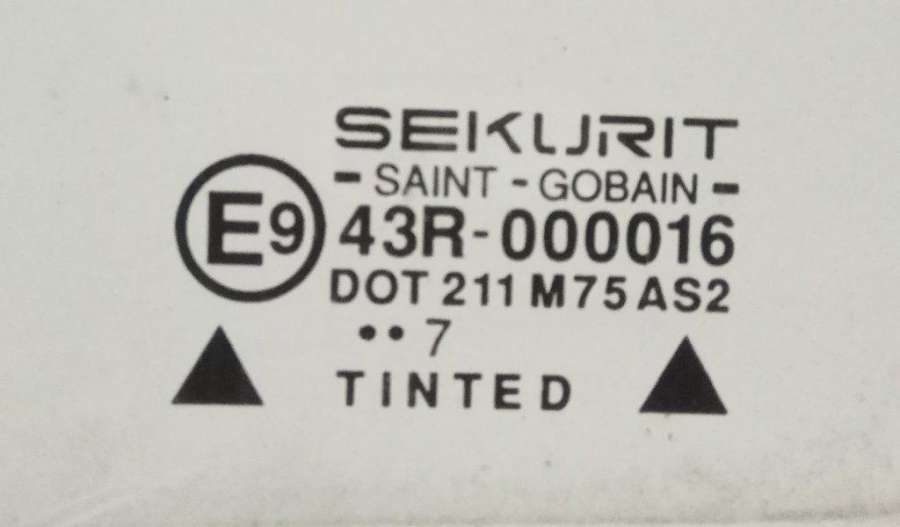 SEKURIT
- SAINT - GOBAIN -
E9
43R-000016
DOT 211 M75 AS2
•• 7
TINTED